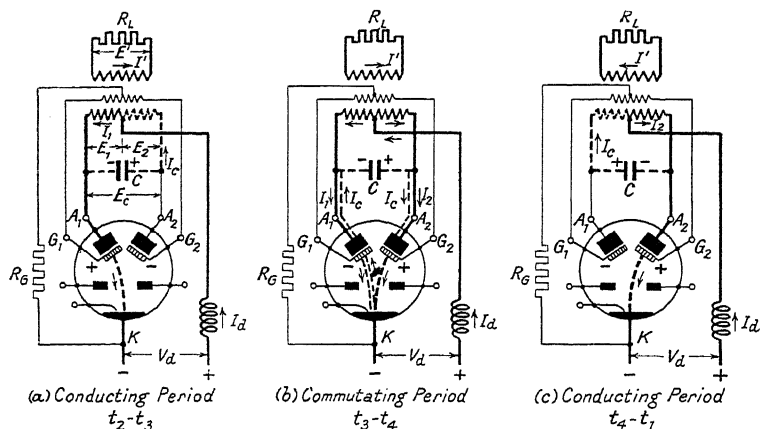 R_L
E'
I'
I_1
E_1 E_2
I_c
- +
C
E_c
A_1 A_2
G_1 G_2
+ -
R_G
I_d
K
V_d
- +
(a) Conducting Period
t_2-t_3
R_L
I'
- +
C
I_1 I_c I_c I_2
A_1 A_2
G_1 G_2
- +
R_G
I_d
K
V_d
- +
(b) Commutating Period
t_3-t_4
R_L
I'
I_2
I_c
- +
C
A_1 A_2
G_1 G_2
- +
R_G
I_d
K
V_d
- +
(c) Conducting Period
t_4-t_1